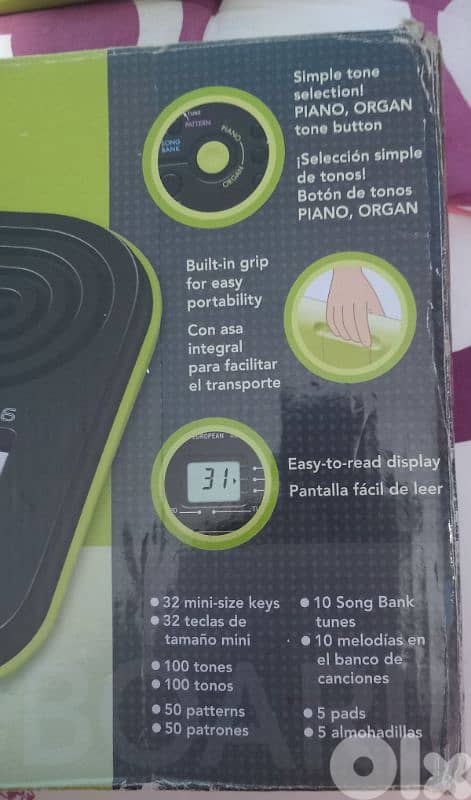 Simple tone
selection!
PIANO, ORGAN
tone button
¡Selección simple
de tonos!
Botón de tonos
PIANO, ORGAN
TUNE
PATTERN
PIANO
SONG
BANK
ORGAN
Built-in grip
for easy
portability
Con asa
integral
para facilitar
el transporte
6
EUROPEAN
31
Easy-to-read display
Pantalla fácil de leer
• 32 mini-size keys
• 32 teclas de
tamaño mini
• 100 tones
• 100 tonos
• 50 patterns
• 50 patrones
• 10 Song Bank
tunes
• 10 melodías en
el banco de
canciones
• 5 pads
• 5 almohadillas
BOARD
OLX